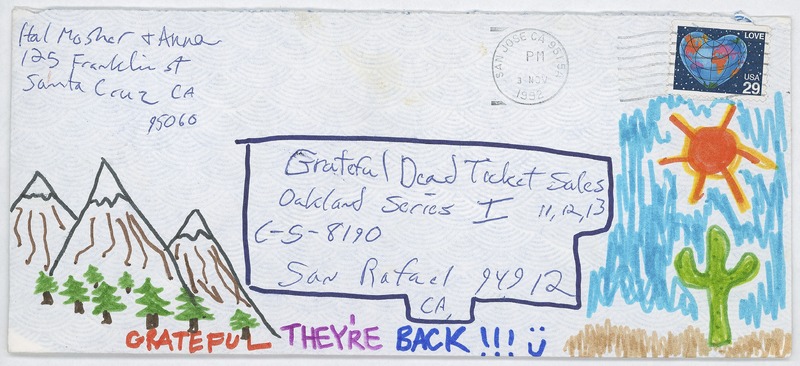 Hal Mosher + Anna
125 Franklin st
Santa Cruz CA
95060
SAN JOSE CA
PM
3 NOV
1992
LOVE
USA
29
Grateful Dead Ticket Sales
Oakland Series I 11,12,13
C-S-8190
San Rafael 94912
CA,
GRATEFUL THEY'RE BACK !!!